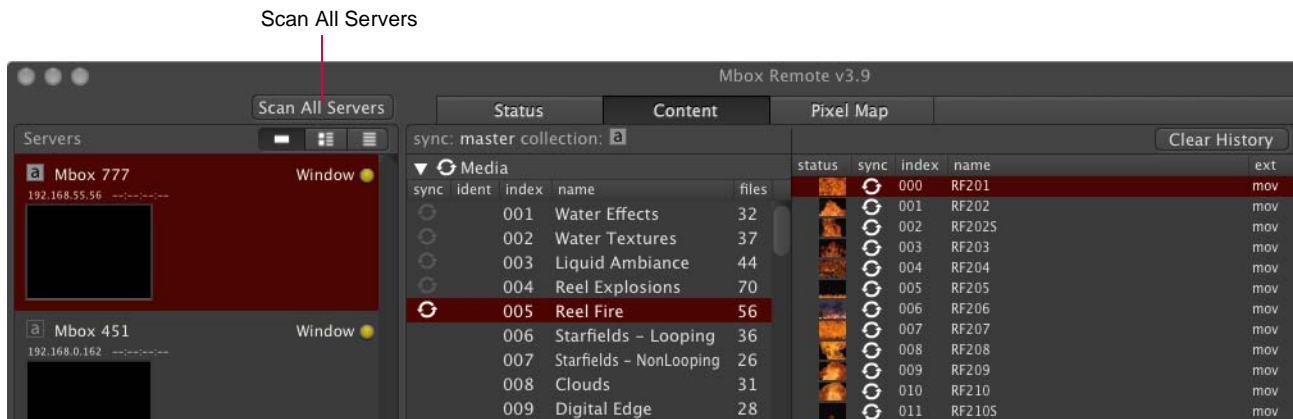 Scan All Servers
Mbox Remote v3.9
Scan All Servers
Status Content Pixel Map
Servers
a Mbox 777 Window
192.168.55.56 --:--:--:--
a Mbox 451 Window
192.168.0.162 --:--:--:--
sync: master collection: a
▼ Media
sync ident index name files
001 Water Effects 32
002 Water Textures 37
003 Liquid Ambiance 44
004 Reel Explosions 70
005 Reel Fire 56
006 Starfields – Looping 36
007 Starfields – NonLooping 26
008 Clouds 31
009 Digital Edge 28
Clear History
status sync index name ext
000 RF201 mov
001 RF202 mov
002 RF202S mov
003 RF203 mov
004 RF204 mov
005 RF205 mov
006 RF206 mov
007 RF207 mov
008 RF208 mov
009 RF209 mov
010 RF210 mov
011 RF210S mov